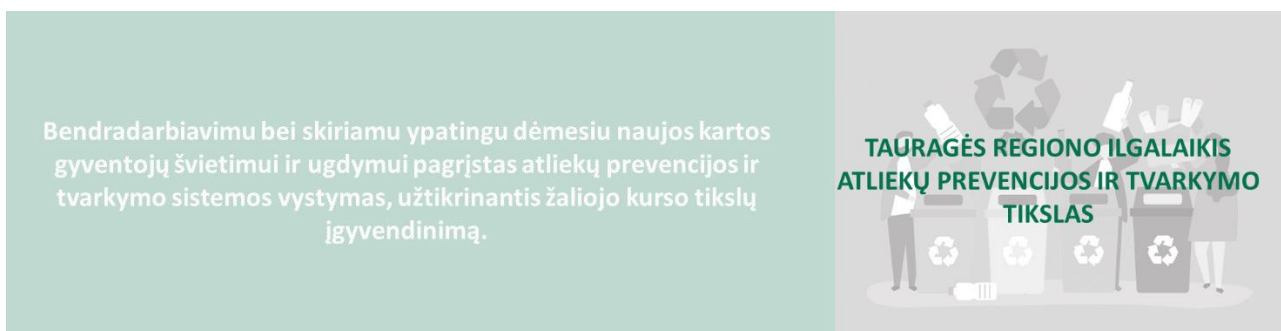 Bendradarbiavimu bei skiriamu ypatingu dėmesiu naujos kartos
gyventojų švietimui ir ugdymui pagrįstas atliekų prevencijos ir
tvarkymo sistemos vystymas, užtikrinantis žaliojo kurso tikslų
įgyvendinimą.
TAURAGĖS REGIONO ILGALAIKIS
ATLIEKŲ PREVENCIJOS IR TVARKYMO
TIKSLAS